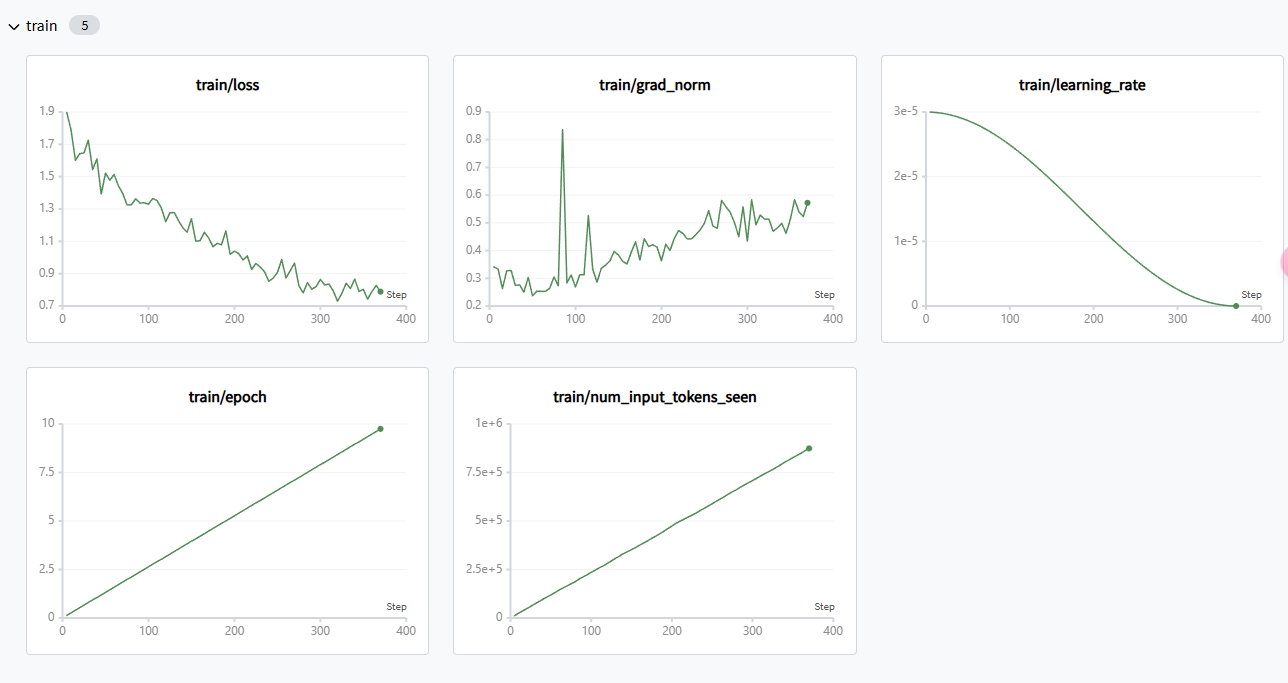 train 5
train/loss
1.9
1.7
1.5
1.3
1.1
0.9
0.7
Step
0 100 200 300 400
train/grad_norm
0.9
0.8
0.7
0.6
0.5
0.4
0.3
0.2
Step
0 100 200 300 400
train/learning_rate
3e-5
2e-5
1e-5
0
Step
0 100 200 300 400
train/epoch
10
7.5
5
2.5
0
Step
0 100 200 300 400
train/num_input_tokens_seen
1e+6
7.5e+5
5e+5
2.5e+5
0
Step
0 100 200 300 400